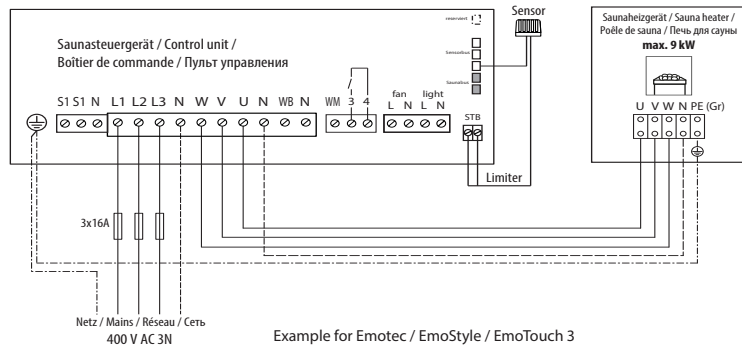 Sensor
reserviert
Sensorbus
Saunabus
Saunasteuergerät / Control unit /
Boîtier de commande / Пульт управления
S1 S1 N L1 L2 L3 N W V U N WB N
WM 3 4
fan light
L N L N
STB
Limiter
Saunaheizgerät / Sauna heater /
Poêle de sauna / Печь для сауны
max. 9 kW
U V W N PE (Gr)
3x16A
Netz / Mains / Réseau / Сеть
400 V AC 3N
Example for Emotec / EmoStyle / EmoTouch 3